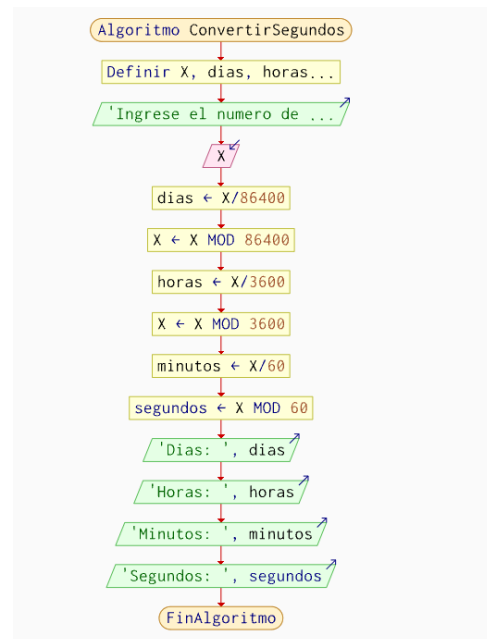 Algoritmo ConvertirSegundos
Definir X, dias, horas...
'Ingrese el numero de ...
X
dias ← X/86400
X ← X MOD 86400
horas ← X/3600
X ← X MOD 3600
minutos ← X/60
segundos ← X MOD 60
'Dias: ', dias
'Horas: ', horas
'Minutos: ', minutos
'Segundos: ', segundos
FinAlgoritmo